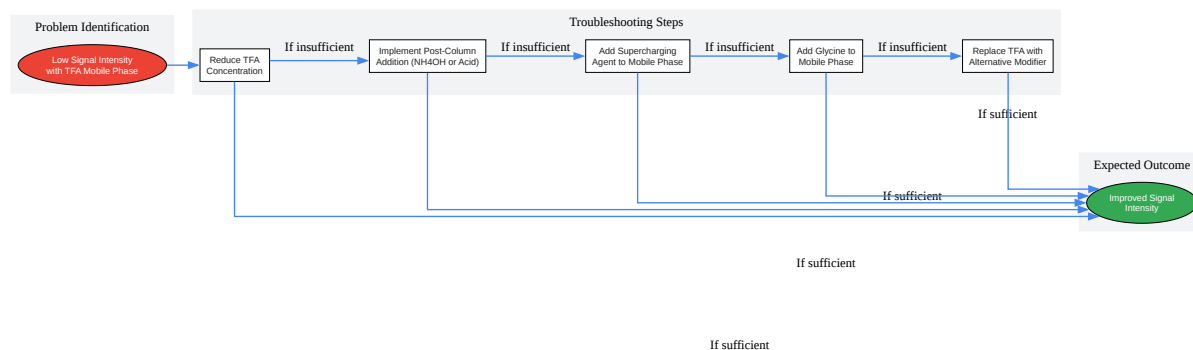 Problem Identification
Low Signal Intensity
with TFA Mobile Phase
Troubleshooting Steps
Reduce TFA
Concentration
If insufficient
Implement Post-Column
Addition (NH4OH or Acid)
If insufficient
Add Supercharging
Agent to Mobile Phase
If insufficient
Add Glycine to
Mobile Phase
If insufficient
Replace TFA with
Alternative Modifier
If sufficient
Expected Outcome
Improved Signal
Intensity
If sufficient
If sufficient
If sufficient